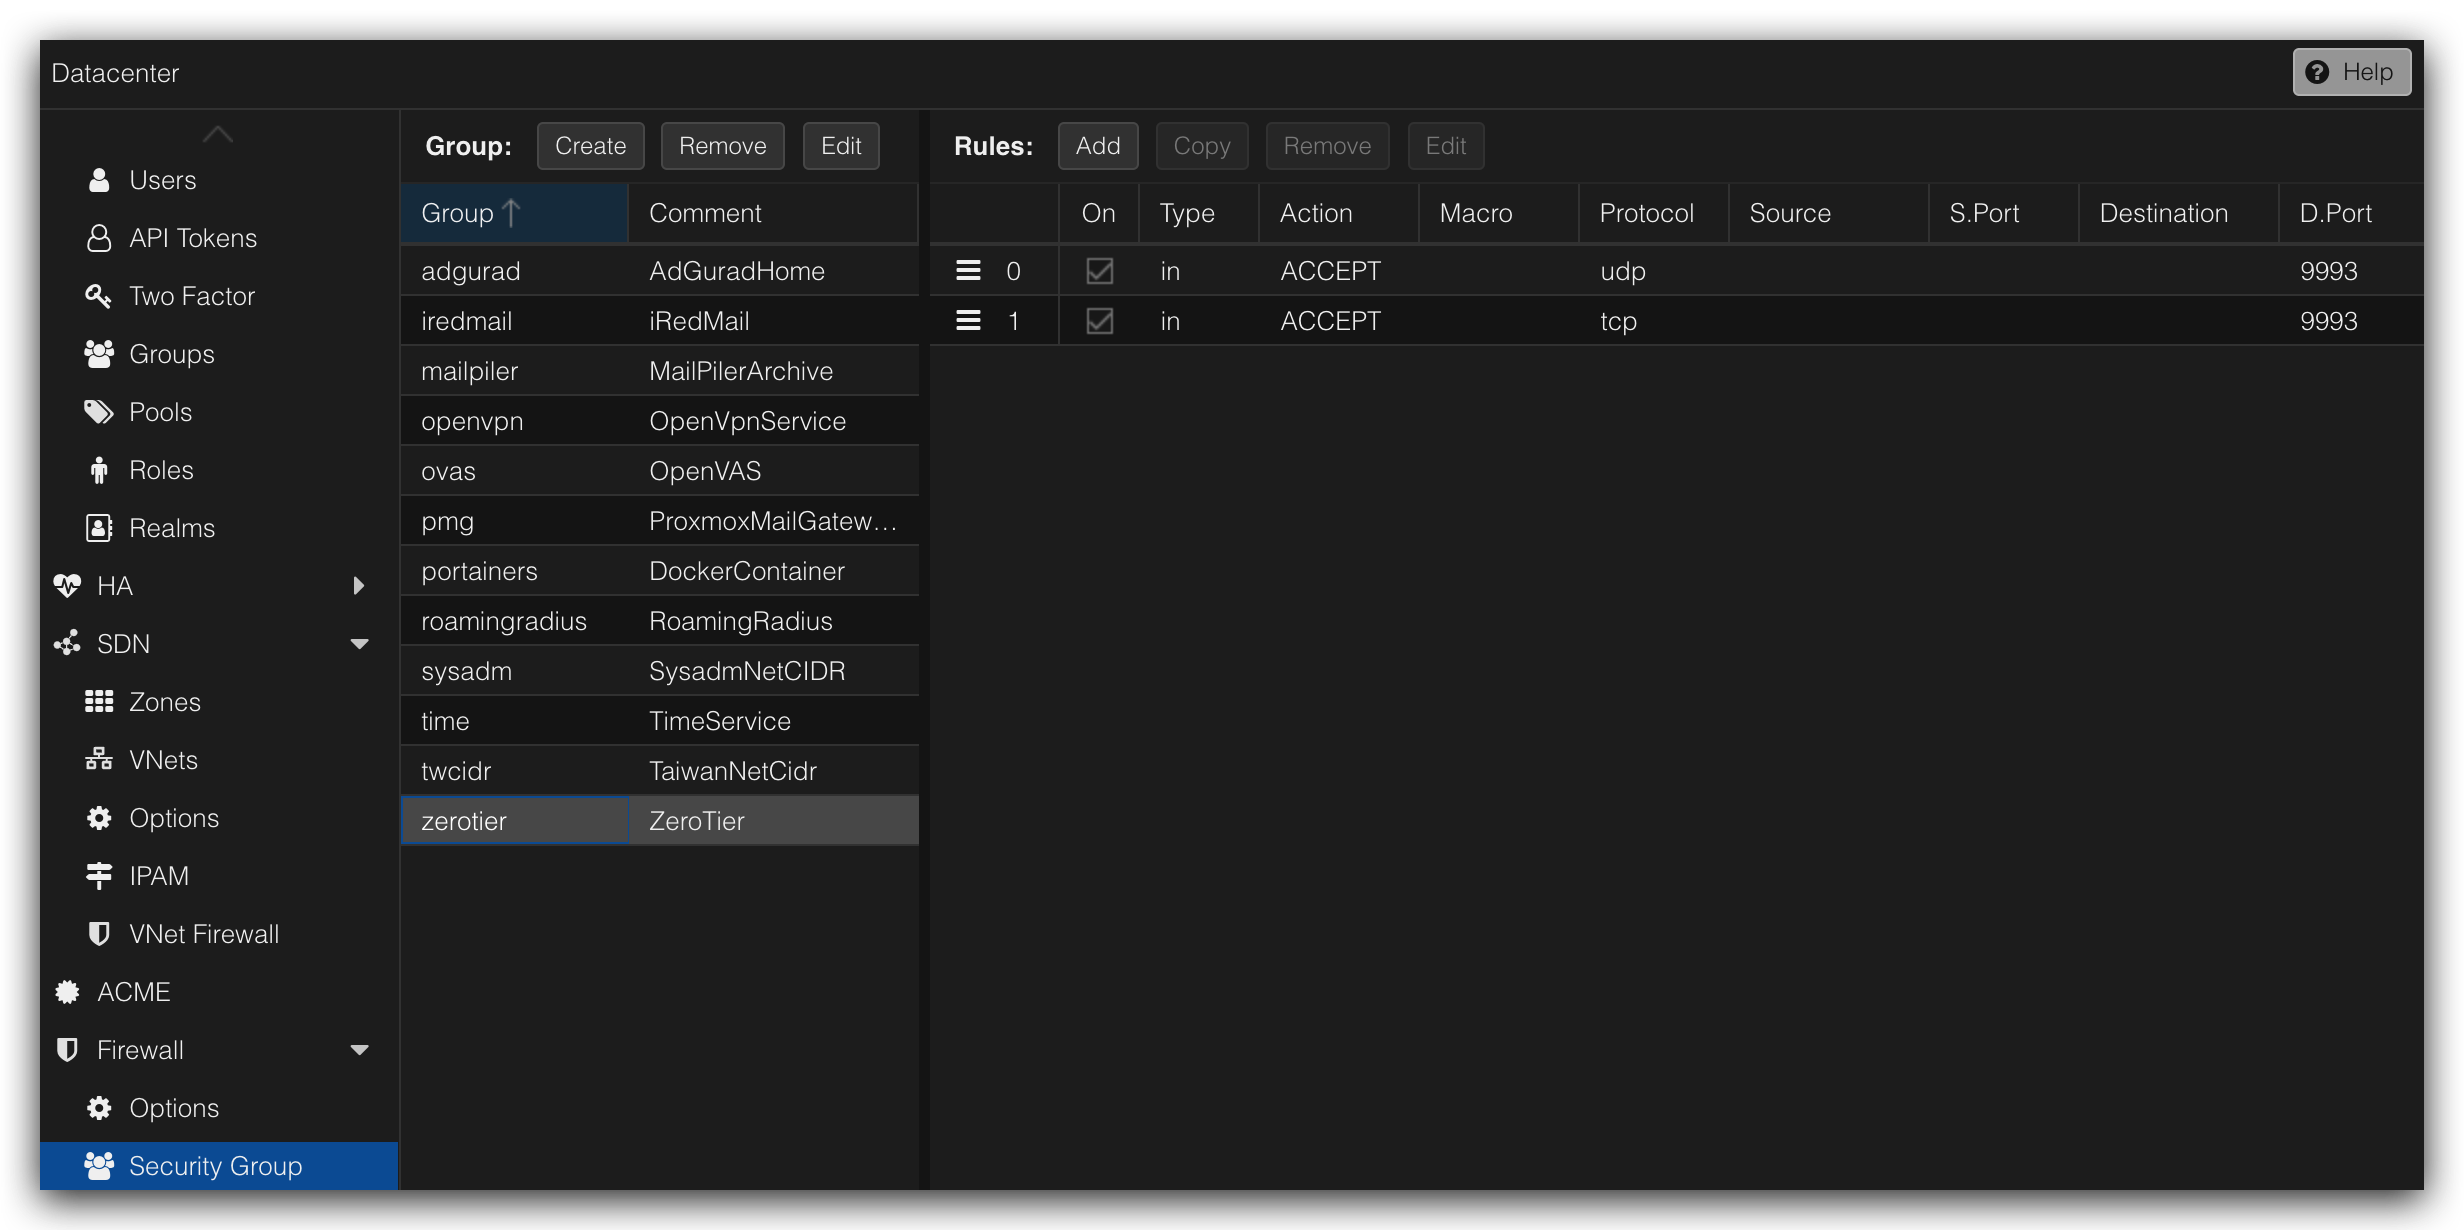 Datacenter
Help
Users
API Tokens
Two Factor
Groups
Pools
Roles
Realms
HA
SDN
Zones
VNets
Options
IPAM
VNet Firewall
ACME
Firewall
Options
Security Group
Group: Create Remove Edit
Group Comment
adgurad AdGuradHome
iredmail iRedMail
mailpiler MailPilerArchive
openvpn OpenVpnService
ovas OpenVAS
pmg ProxmoxMailGatew...
portainers DockerContainer
roamingradius RoamingRadius
sysadm SysadmNetCIDR
time TimeService
twcidr TaiwanNetCidr
zerotier ZeroTier
Rules: Add Copy Remove Edit
On Type Action Macro Protocol Source S.Port Destination D.Port
0 in ACCEPT udp 9993
1 in ACCEPT tcp 9993